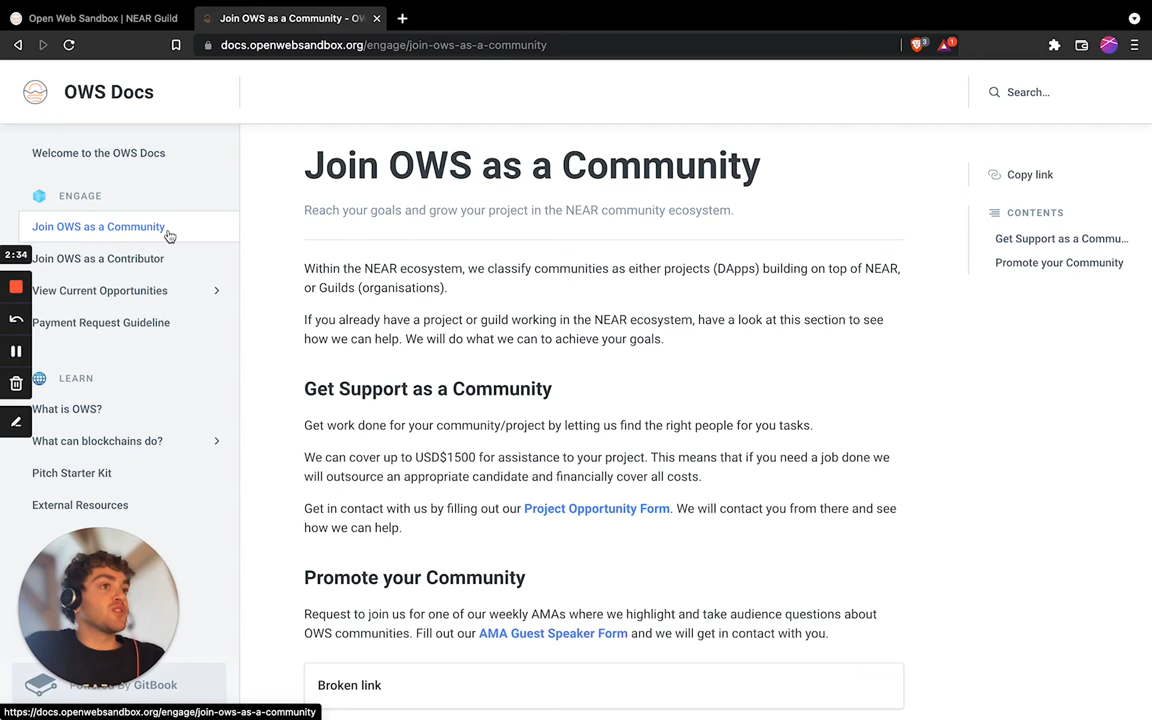 Open Web Sandbox | NEAR Guild
Join OWS as a Community - OW
docs.openwebsandbox.org/engage/join-ows-as-a-community
3
1
OWS Docs
Search...
Welcome to the OWS Docs
ENGAGE
Join OWS as a Community
Join OWS as a Contributor
View Current Opportunities
Payment Request Guideline
LEARN
What is OWS?
What can blockchains do?
Pitch Starter Kit
External Resources
2:34
By GitBook
https://docs.openwebsandbox.org/engage/join-ows-as-a-community
Join OWS as a Community
Reach your goals and grow your project in the NEAR community ecosystem.
Within the NEAR ecosystem, we classify communities as either projects (DApps) building on top of NEAR,
or Guilds (organisations).
If you already have a project or guild working in the NEAR ecosystem, have a look at this section to see
how we can help. We will do what we can to achieve your goals.
Get Support as a Community
Get work done for your community/project by letting us find the right people for you tasks.
We can cover up to USD$1500 for assistance to your project. This means that if you need a job done we
will outsource an appropriate candidate and financially cover all costs.
Get in contact with us by filling out our Project Opportunity Form. We will contact you from there and see
how we can help.
Promote your Community
Request to join us for one of our weekly AMAs where we highlight and take audience questions about
OWS communities. Fill out our AMA Guest Speaker Form and we will get in contact with you.
Broken link
Copy link
CONTENTS
Get Support as a Commu...
Promote your Community